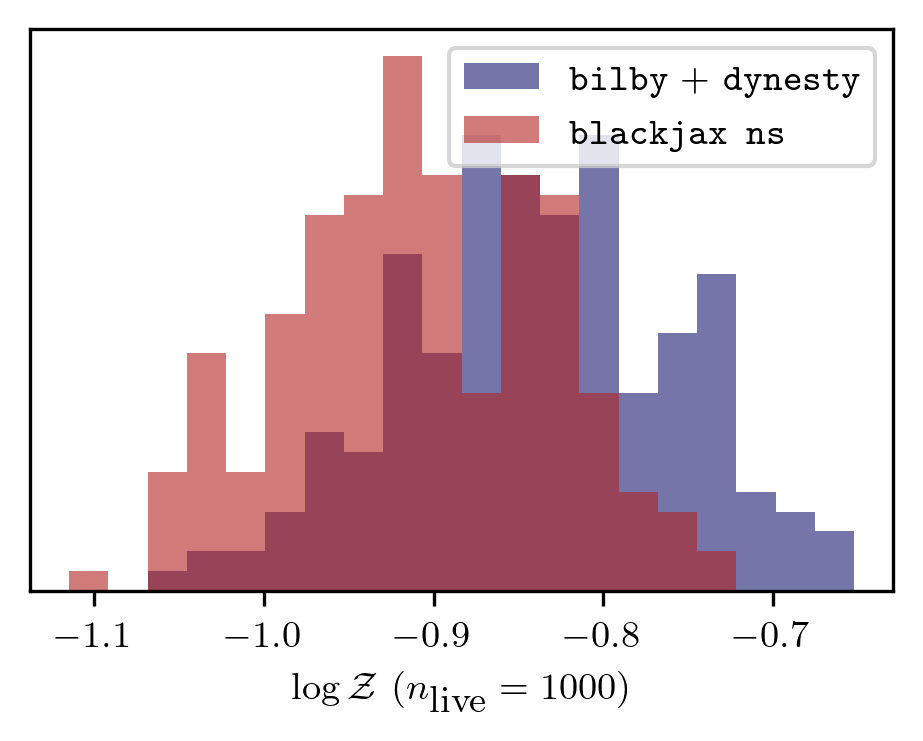 bilby + dynesty
blackjax ns
−1.1 −1.0 −0.9 −0.8 −0.7
log 𝒵 (n_live = 1000)